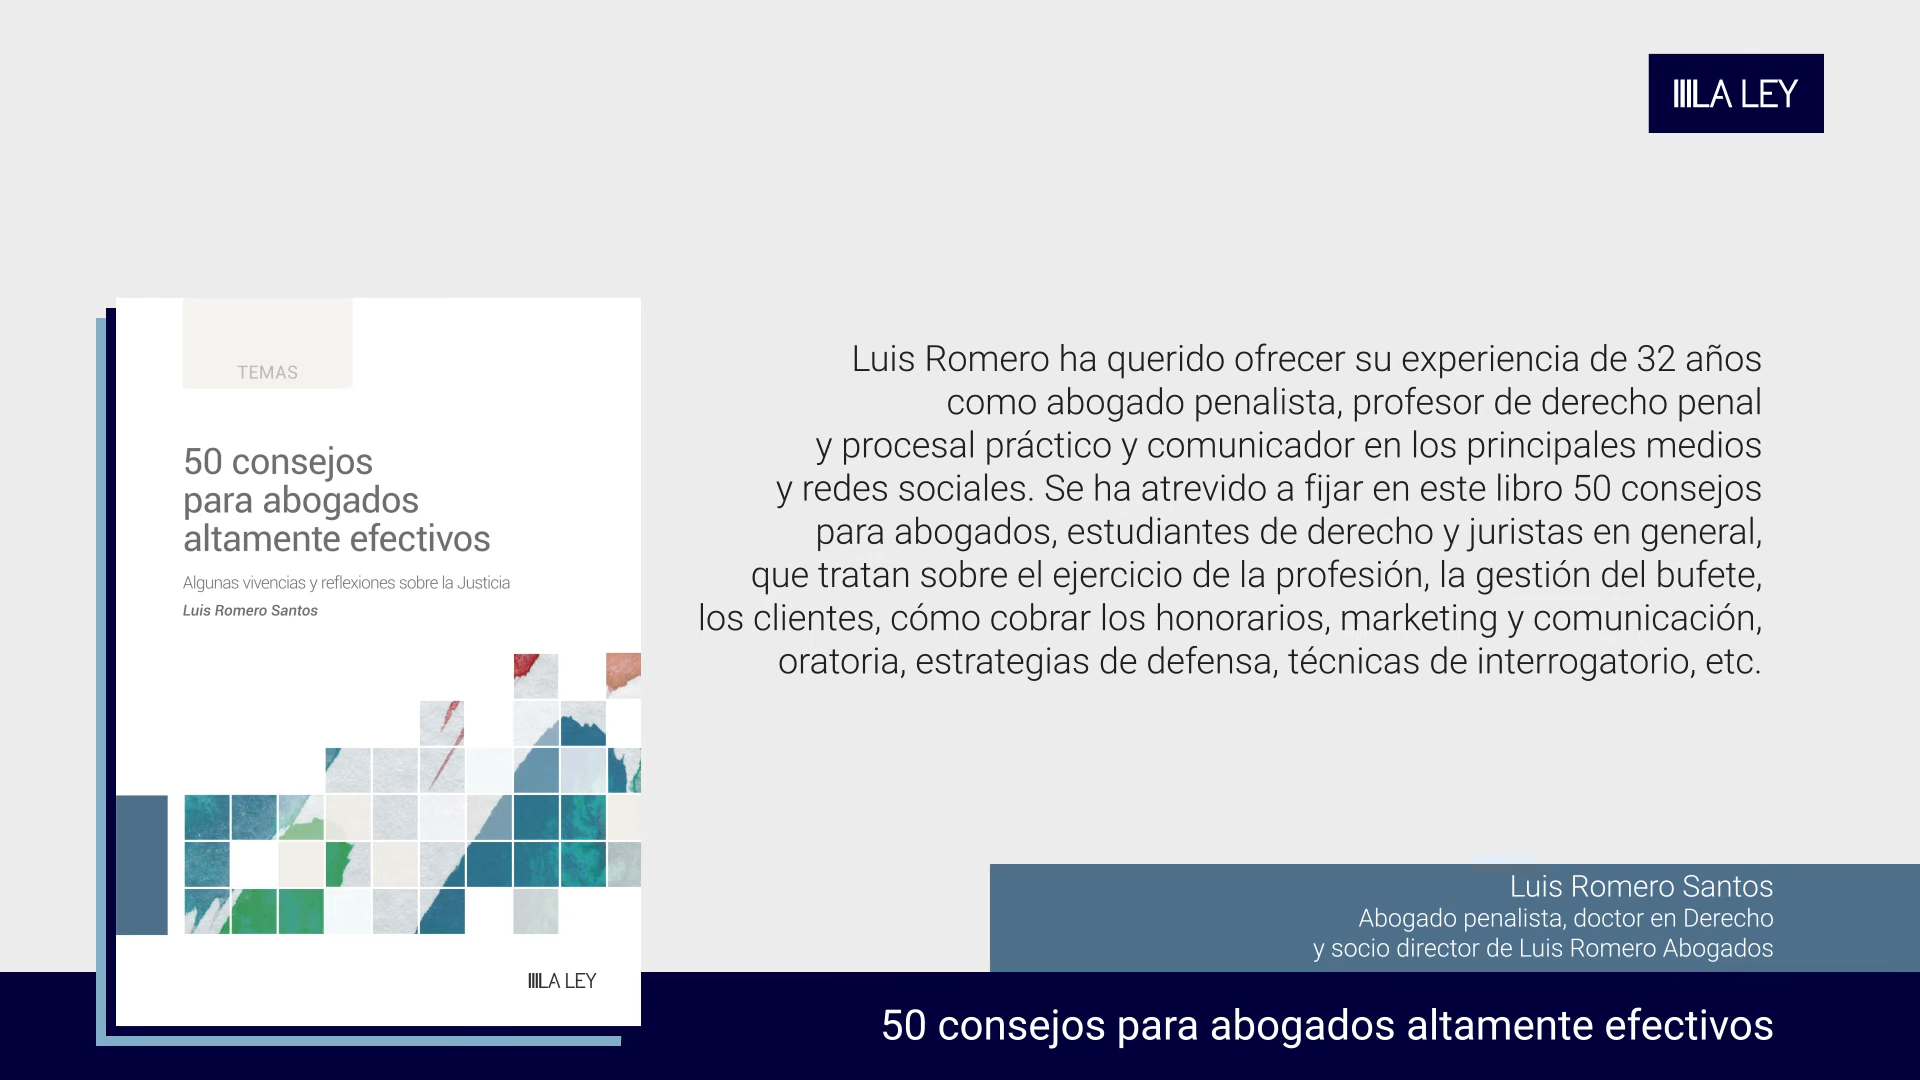 LA LEY
TEMAS
50 consejos
para abogados
altamente efectivos
Algunas vivencias y reflexiones sobre la Justicia
Luis Romero Santos
LA LEY
Luis Romero ha querido ofrecer su experiencia de 32 años
como abogado penalista, profesor de derecho penal
y procesal práctico y comunicador en los principales medios
y redes sociales. Se ha atrevido a fijar en este libro 50 consejos
para abogados, estudiantes de derecho y juristas en general,
que tratan sobre el ejercicio de la profesión, la gestión del bufete,
los clientes, cómo cobrar los honorarios, marketing y comunicación,
oratoria, estrategias de defensa, técnicas de interrogatorio, etc.
Luis Romero Santos
Abogado penalista, doctor en Derecho
y socio director de Luis Romero Abogados
50 consejos para abogados altamente efectivos